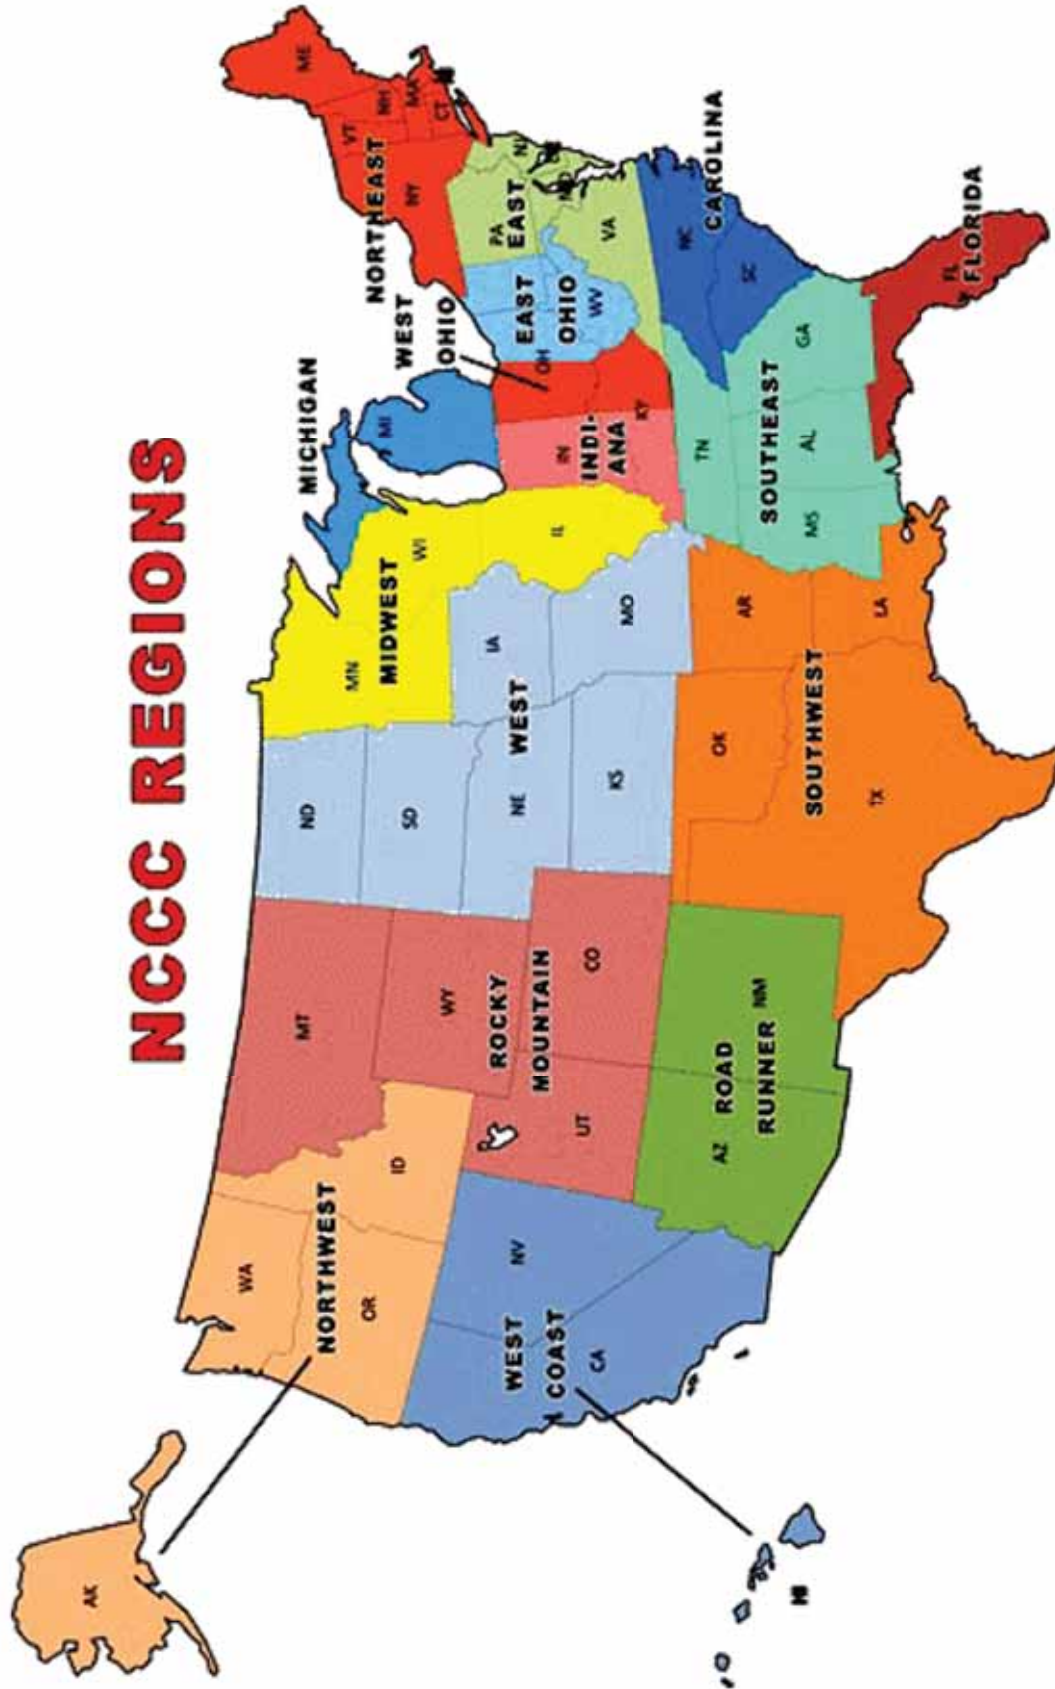 NCCC REGIONS
AK
WA
OR
ID
NORTHWEST
MT
WY
ROCKY
MOUNTAIN
UT
CO
NV
CA
WEST
COAST
HI
AZ
NM
ROAD
RUNNER
ND
SD
NE
KS
IA
MO
WEST
MN
WI
IL
MIDWEST
OK
AR
TX
LA
SOUTHWEST
MICHIGAN
MI
IN
KY
INDI-
ANA
WEST
OHIO
OH
EAST
OHIO
WV
NORTHEAST
ME
VT
NH
MA
CT
NY
PA
EAST
NJ
MD
VA
NC
SC
CAROLINA
TN
MS
AL
GA
SOUTHEAST
FL
FLORIDA